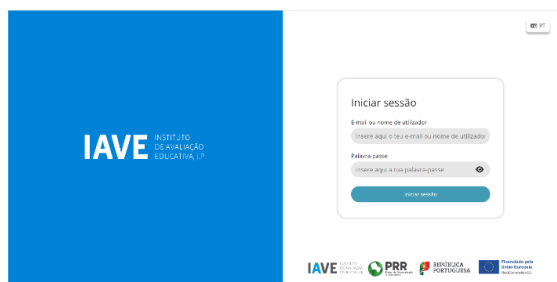 PT
IAVE
INSTITUTO
DE AVALIAÇÃO
EDUCATIVA, I.P.
Iniciar sessão
E-mail ou nome de utilizador
Insere aqui o teu e-mail ou nome de utilizador
Palavra-passe
Insere aqui a tua palavra-passe
Iniciar sessão
IAVE
PRR
REPÚBLICA
PORTUGUESA
Financiado pela
União Europeia